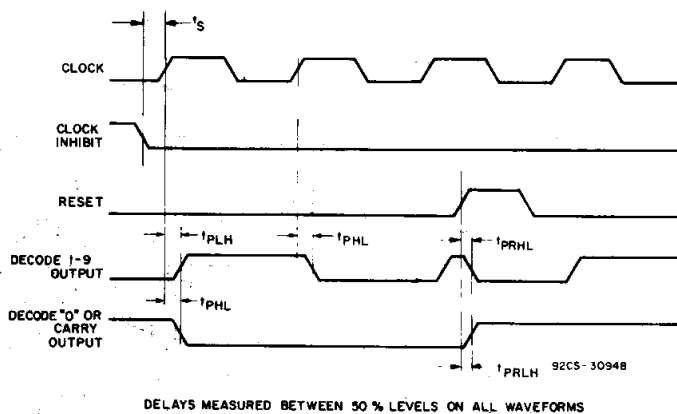 tS
CLOCK
CLOCK
INHIBIT
RESET
tPLH
tPHL
tPRHL
DECODE 1-9
OUTPUT
tPHL
DECODE "0" OR
CARRY
OUTPUT
tPRLH
92CS-30948
DELAYS MEASURED BETWEEN 50 % LEVELS ON ALL WAVEFORMS